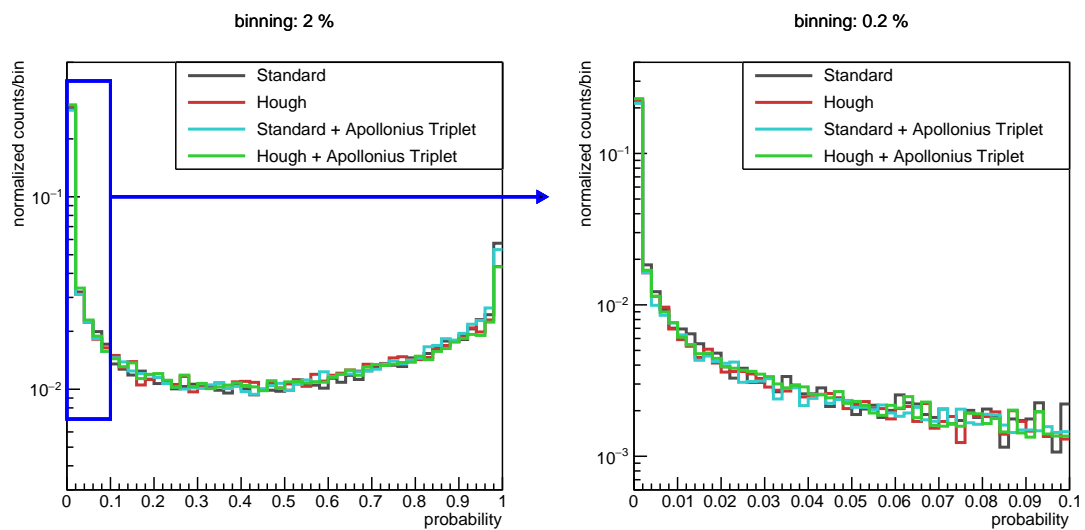 binning: 2 %
normalized counts/bin
Standard
Hough
Standard + Apollonius Triplet
Hough + Apollonius Triplet
10⁻¹
10⁻²
0 0.1 0.2 0.3 0.4 0.5 0.6 0.7 0.8 0.9 1
probability
binning: 0.2 %
normalized counts/bin
Standard
Hough
Standard + Apollonius Triplet
Hough + Apollonius Triplet
10⁻¹
10⁻²
10⁻³
0 0.01 0.02 0.03 0.04 0.05 0.06 0.07 0.08 0.09 0.1
probability